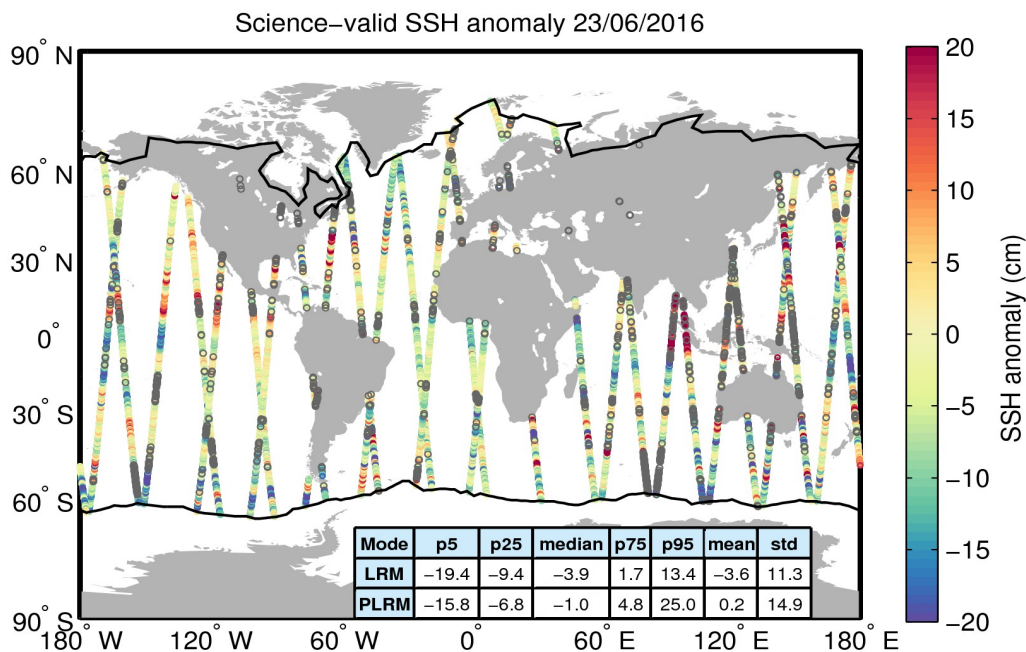 Science−valid SSH anomaly 23/06/2016
90° N
60° N
30° N
0°
30° S
60° S
90° S
180° W
120° W
60° W
0°
60° E
120° E
180° E
Mode p5 p25 median p75 p95 mean std
LRM −19.4 −9.4 −3.9 1.7 13.4 −3.6 11.3
PLRM −15.8 −6.8 −1.0 4.8 25.0 0.2 14.9
20
15
10
5
0
−5
−10
−15
−20
SSH anomaly (cm)